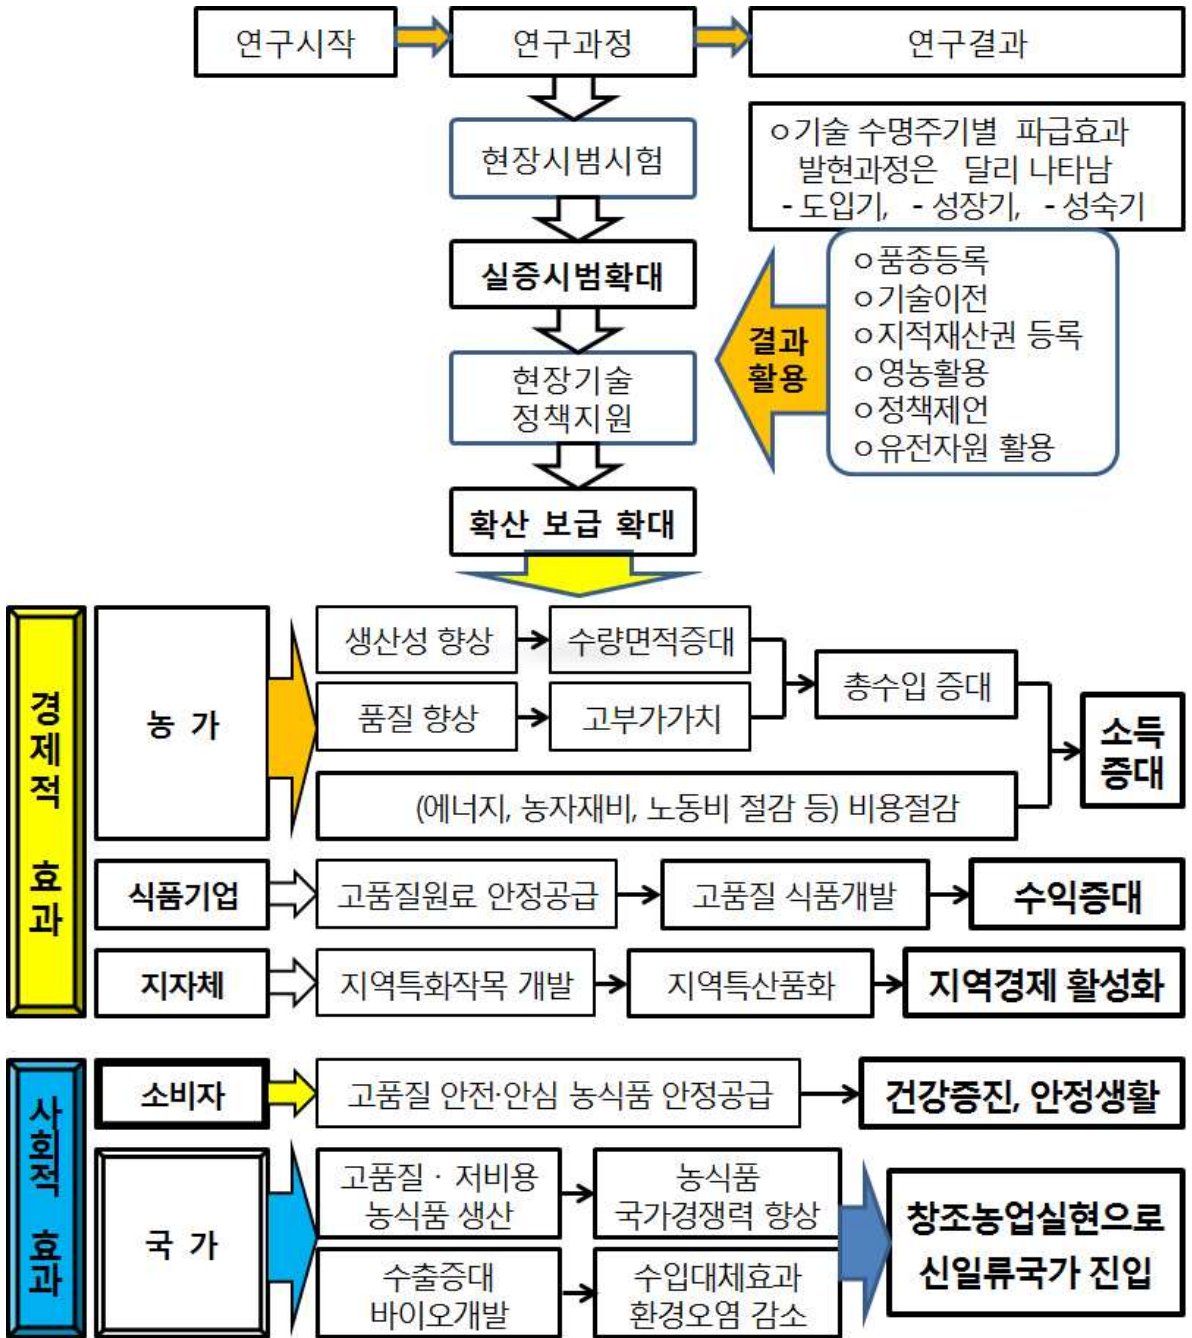 연구시작
연구과정
연구결과
ㅇ기술 수명주기별 파급효과
발현과정은 달리 나타남
- 도입기, - 성장기, - 성숙기
현장시범시험
실증시범확대
현장기술
정책지원
확산 보급 확대
결과
활용
ㅇ품종등록
ㅇ기술이전
ㅇ지적재산권 등록
ㅇ영농활용
ㅇ정책제언
ㅇ유전자원 활용
경제적 효과
농 가
생산성 향상
수량면적증대
품질 향상
고부가가치
총수입 증대
(에너지, 농자재비, 노동비 절감 등) 비용절감
소득
증대
식품기업
고품질원료 안정공급
고품질 식품개발
수익증대
지자체
지역특화작목 개발
지역특산품화
지역경제 활성화
사회적 효과
소비자
고품질 안전·안심 농식품 안정공급
건강증진, 안정생활
국 가
고품질 · 저비용
농식품 생산
농식품
국가경쟁력 향상
수출증대
바이오개발
수입대체효과
환경오염 감소
창조농업실현으로
신일류국가 진입